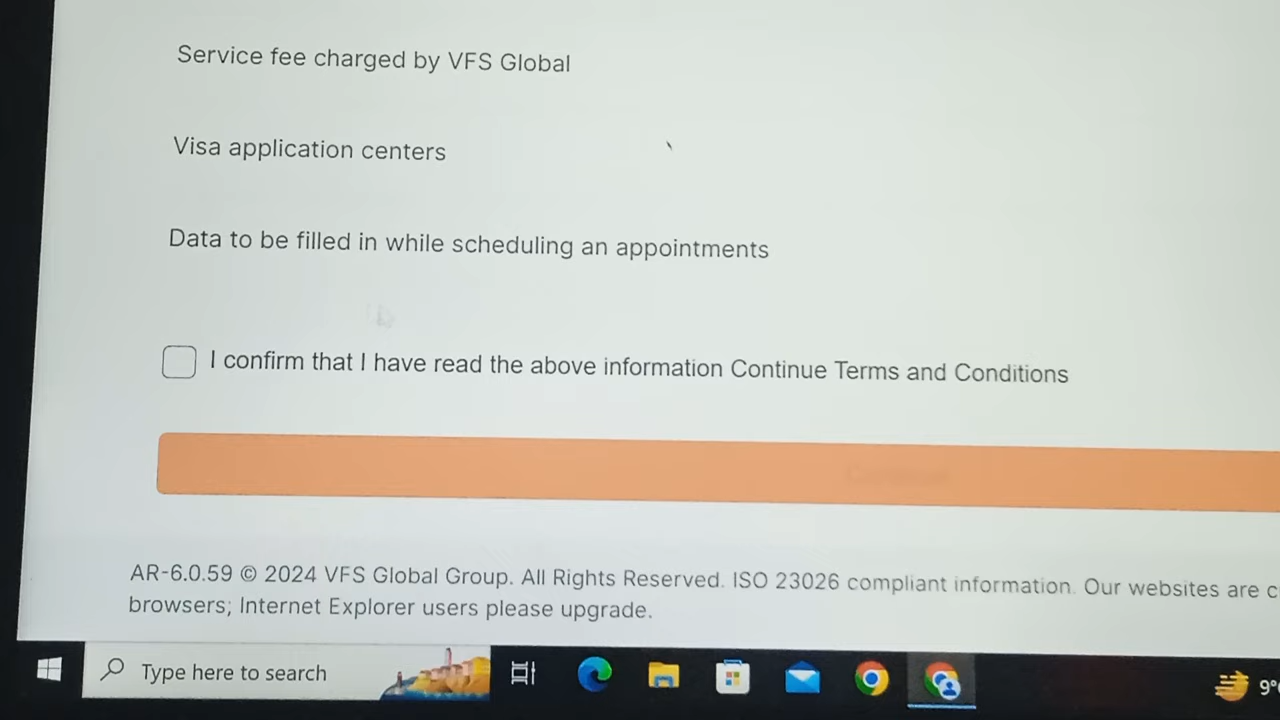 Service fee charged by VFS Global
Visa application centers
Data to be filled in while scheduling an appointments
I confirm that I have read the above information Continue Terms and Conditions
AR-6.0.59 © 2024 VFS Global Group. All Rights Reserved. ISO 23026 compliant information. Our websites are c
browsers; Internet Explorer users please upgrade.
Type here to search
9°